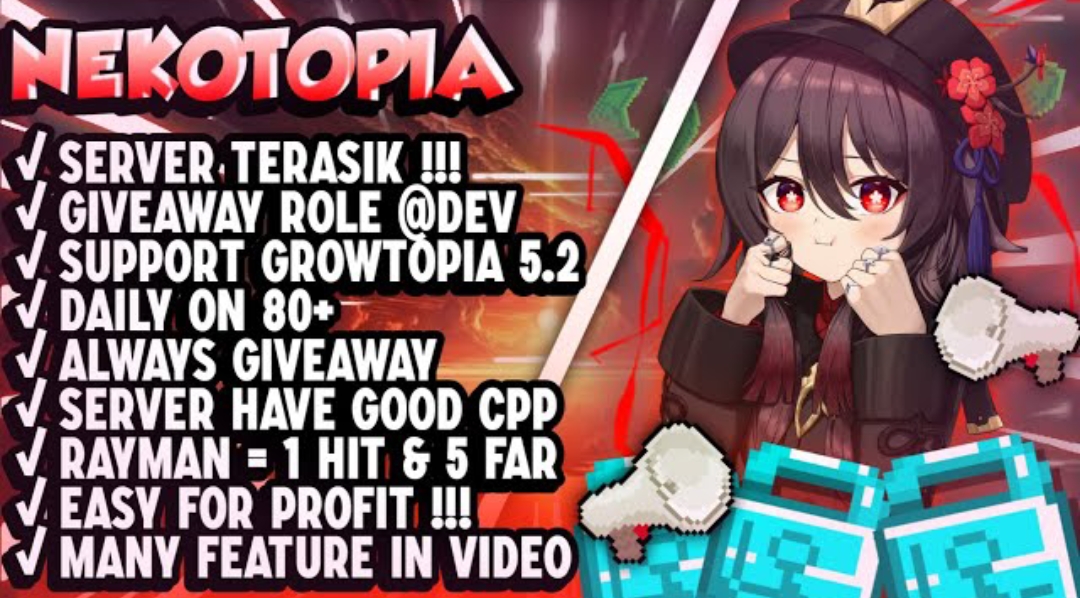 NEKOTOPIA
√ SERVER TERASIK !!!
√ GIVEAWAY ROLE @DEV
√ SUPPORT GROWTOPIA 5.2
√ DAILY ON 80+
√ ALWAYS GIVEAWAY
√ SERVER HAVE GOOD CPP
√ RAYMAN = 1 HIT & 5 FAR
√ EASY FOR PROFIT !!!
√ MANY FEATURE IN VIDEO